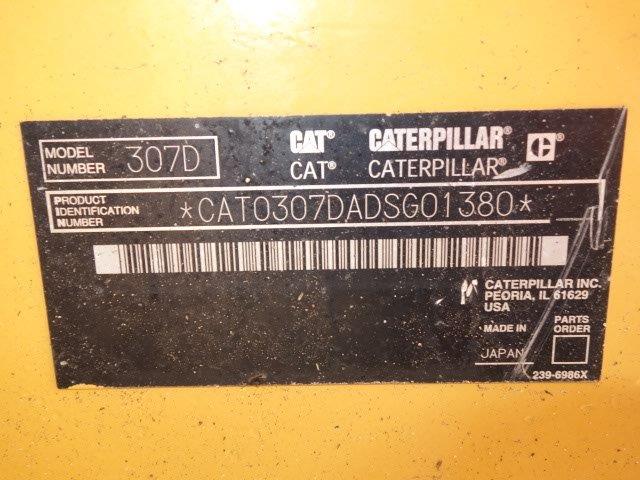 MODEL NUMBER 307D
CAT® CATERPILLAR® C®
CAT® CATERPILLAR®
PRODUCT IDENTIFICATION NUMBER *CAT0307DADSG01380*
CATERPILLAR INC.
PEORIA, IL 61629
USA
MADE IN
JAPAN
PARTS ORDER
239-6986X